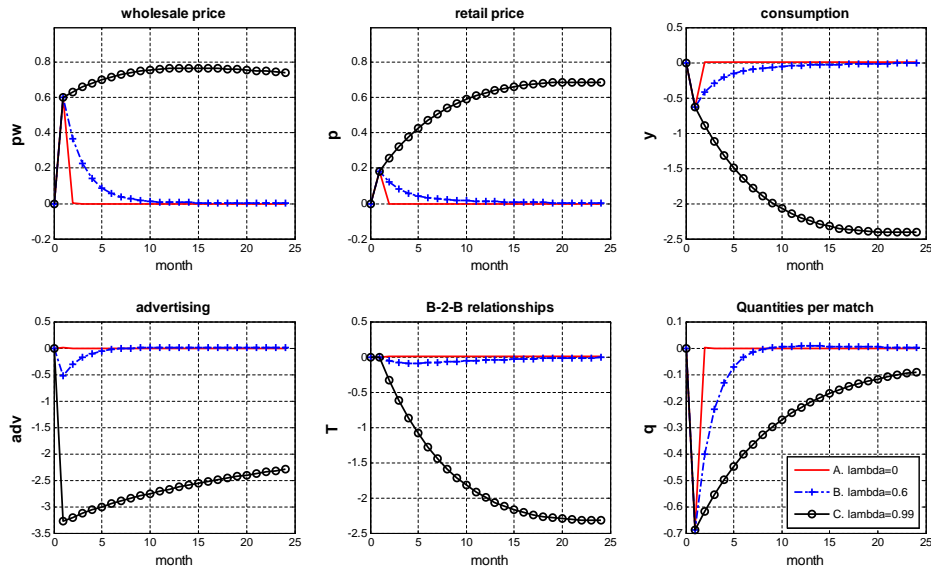 wholesale price
retail price
consumption
pw
0.8
0.6
0.4
0.2
0
-0.2
0 5 10 15 20 25
month
p
0.8
0.6
0.4
0.2
0
-0.2
0 5 10 15 20 25
month
y
0.5
0
-0.5
-1
-1.5
-2
-2.5
0 5 10 15 20 25
month
advertising
B-2-B relationships
Quantities per match
adv
0.5
0
-0.5
-1
-1.5
-2
-2.5
-3
-3.5
0 5 10 15 20 25
month
T
0.5
0
-0.5
-1
-1.5
-2
-2.5
0 5 10 15 20 25
month
q
0.1
0
-0.1
-0.2
-0.3
-0.4
-0.5
-0.6
-0.7
0 5 10 15 20 25
month
A. lambda=0
B. lambda=0.6
C. lambda=0.99